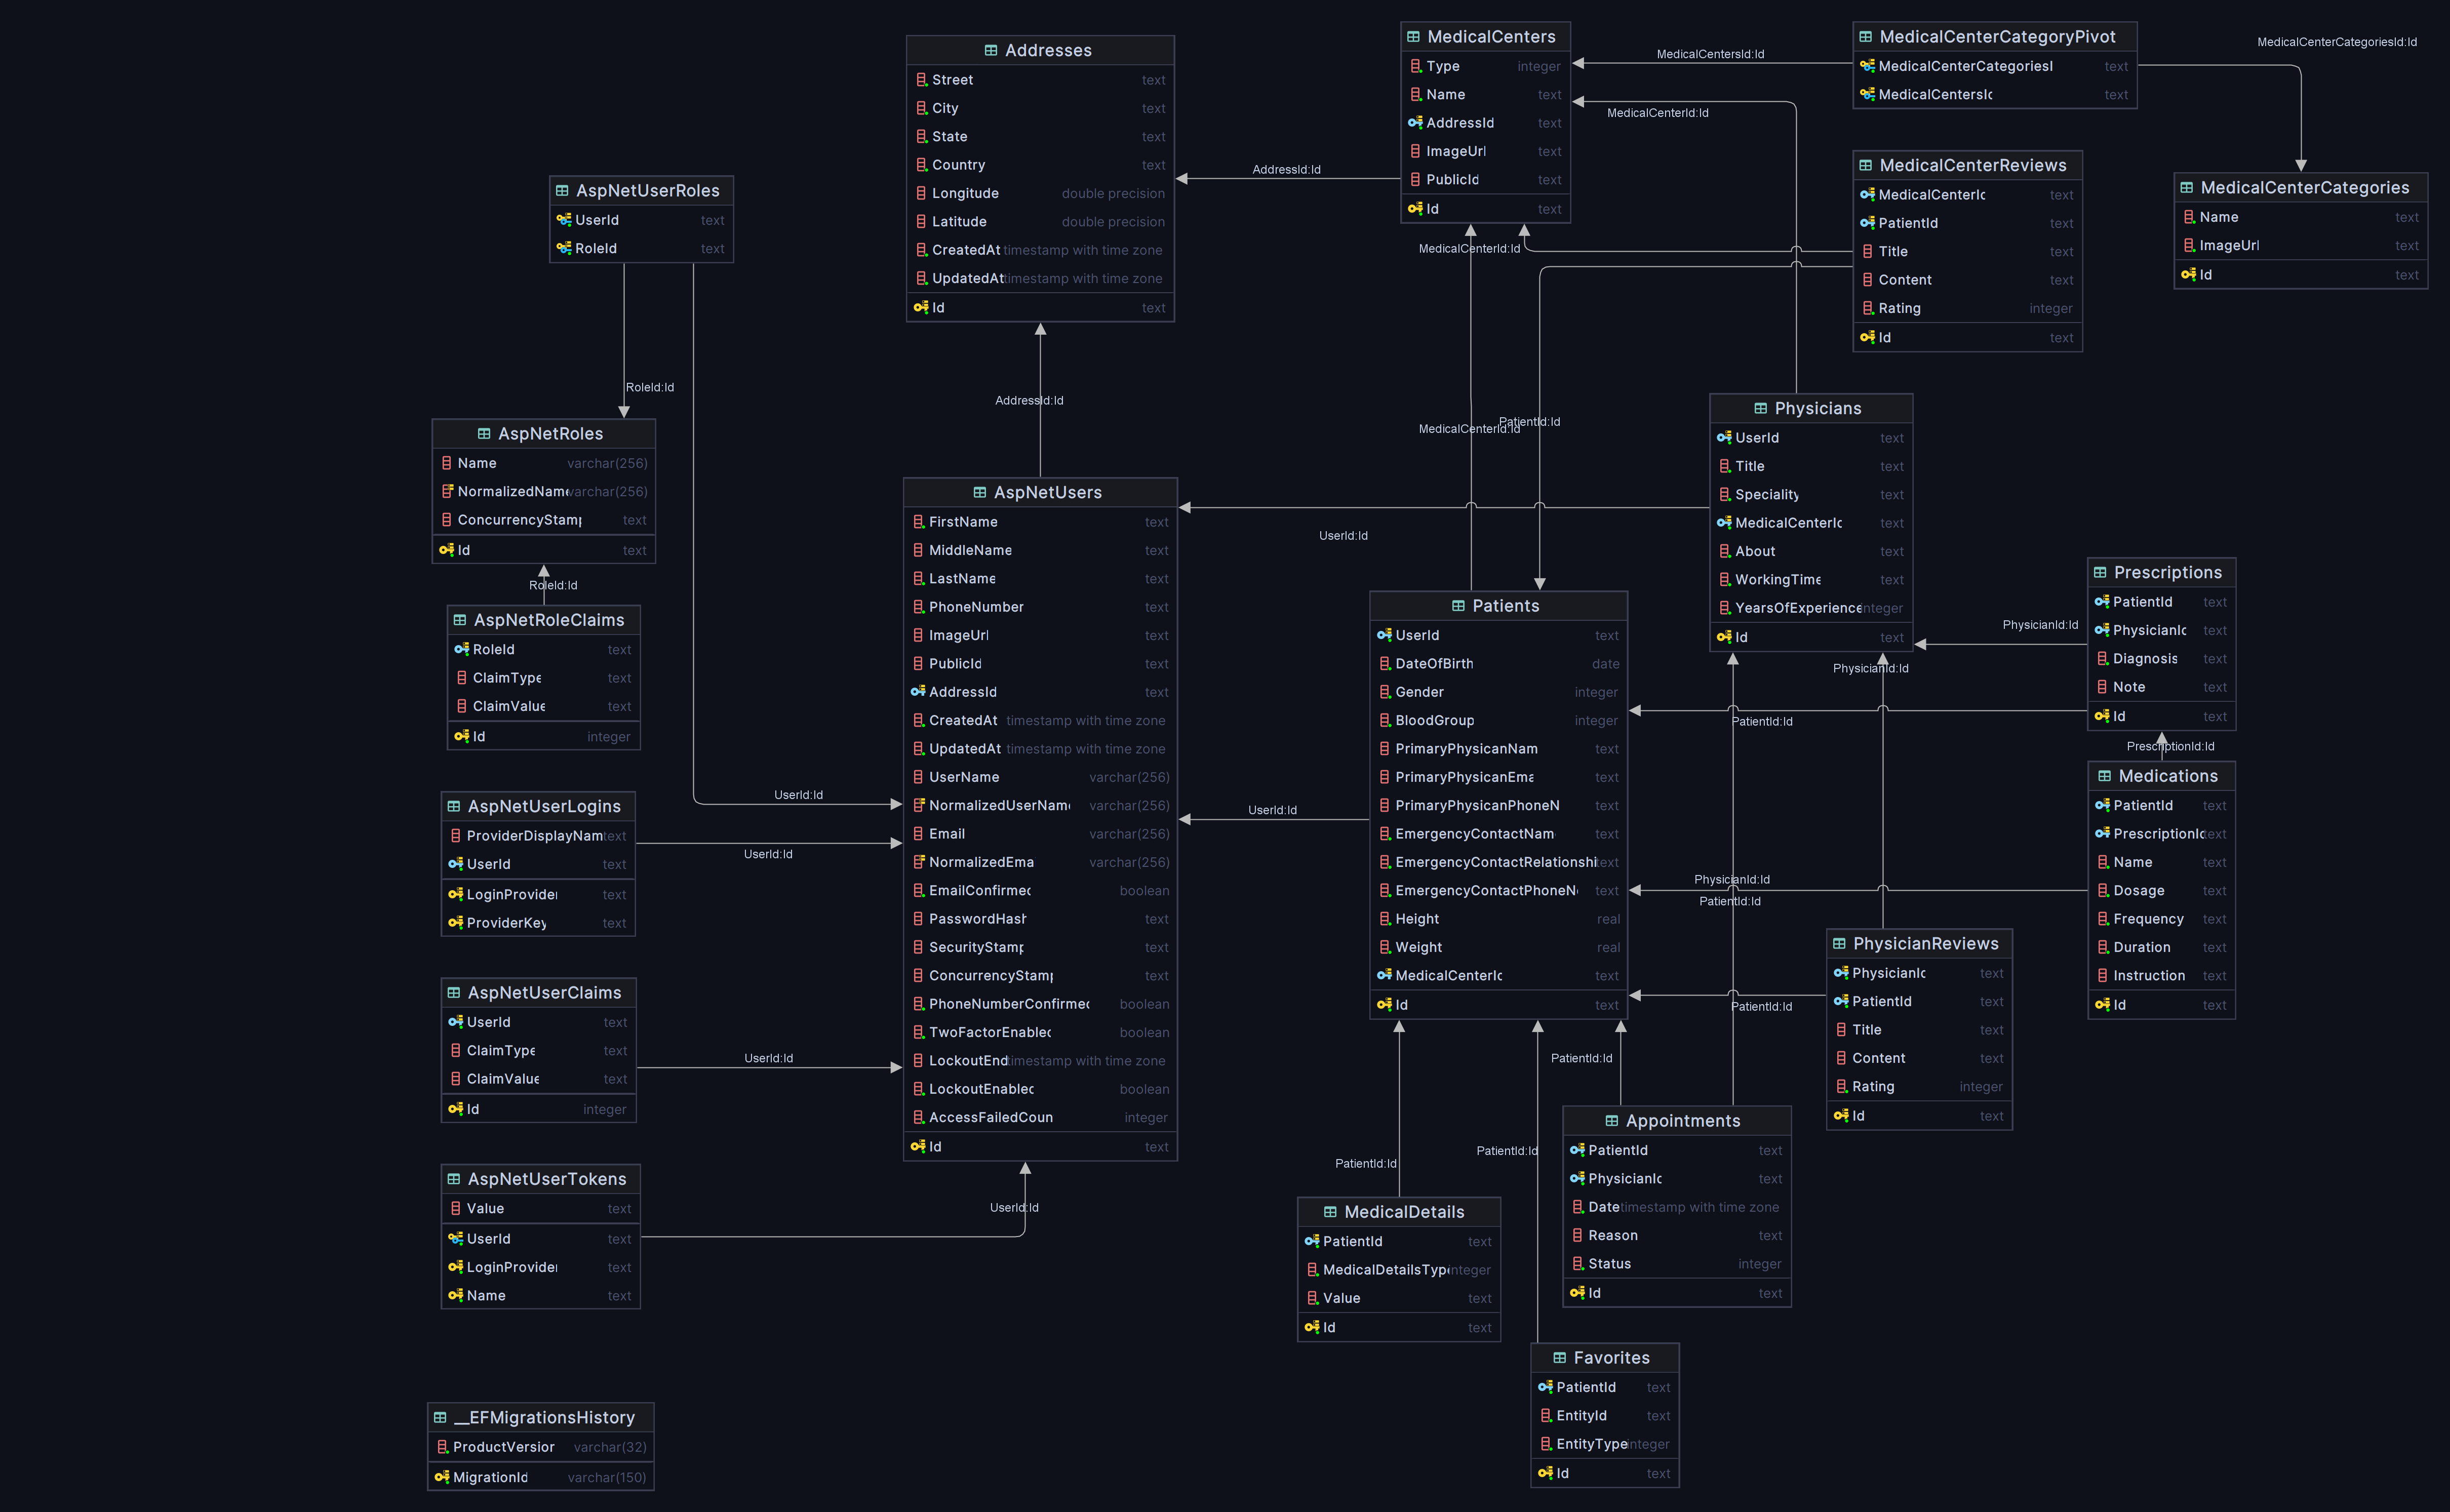 Addresses
Street text
City text
State text
Country text
Longitude double precision
Latitude double precision
CreatedAt timestamp with time zone
UpdatedAt timestamp with time zone
Id text
MedicalCenters
Type integer
Name text
AddressId text
ImageUrl text
PublicId text
Id text
MedicalCenterCategoryPivot
MedicalCenterCategoriesI text
MedicalCentersId text
MedicalCenterReviews
MedicalCenterId text
PatientId text
Title text
Content text
Rating integer
Id text
MedicalCenterCategories
Name text
ImageUrl text
Id text
MedicalCentersId:Id
MedicalCenterId:Id
MedicalCenterCategoriesId:Id
AddressId:Id
MedicalCenterId:Id
AspNetUserRoles
UserId text
RoleId text
RoleId:Id
AddressId:Id
MedicalCenterId:Id
PatientId:Id
AspNetRoles
Name varchar(256)
NormalizedName varchar(256)
ConcurrencyStamp text
Id text
RoleId:Id
AspNetRoleClaims
RoleId text
ClaimType text
ClaimValue text
Id integer
AspNetUserLogins
ProviderDisplayNam text
UserId text
LoginProvider text
ProviderKey text
UserId:Id
UserId:Id
AspNetUserClaims
UserId text
ClaimType text
ClaimValue text
Id integer
UserId:Id
AspNetUserTokens
Value text
UserId text
LoginProvider text
Name text
UserId:Id
__EFMigrationsHistory
ProductVersion varchar(32)
MigrationId varchar(150)
AspNetUsers
FirstName text
MiddleName text
LastName text
PhoneNumber text
ImageUrl text
PublicId text
AddressId text
CreatedAt timestamp with time zone
UpdatedAt timestamp with time zone
UserName varchar(256)
NormalizedUserName varchar(256)
Email varchar(256)
NormalizedEma varchar(256)
EmailConfirmed boolean
PasswordHash text
SecurityStamp text
ConcurrencyStamp text
PhoneNumberConfirmed boolean
TwoFactorEnabled boolean
LockoutEnd timestamp with time zone
LockoutEnabled boolean
AccessFailedCoun integer
Id text
UserId:Id
UserId:Id
Patients
UserId text
DateOfBirth date
Gender integer
BloodGroup integer
PrimaryPhysicanNam text
PrimaryPhysicanEma text
PrimaryPhysicanPhoneN text
EmergencyContactNam text
EmergencyContactRelationshi text
EmergencyContactPhoneN text
Height real
Weight real
MedicalCenterId text
Id text
Physicians
UserId text
Title text
Speciality text
MedicalCenterId text
About text
WorkingTime text
YearsOfExperience integer
Id text
Prescriptions
PatientId text
PhysicianId text
Diagnosis text
Note text
Id text
PhysicianId:Id
PhysicianId:Id
PatientId:Id
PrescriptionId:Id
Medications
PatientId text
PrescriptionId text
Name text
Dosage text
Frequency text
Duration text
Instruction text
Id text
PhysicianId:Id
PatientId:Id
PhysicianReviews
PhysicianId text
PatientId text
Title text
Content text
Rating integer
Id text
PatientId:Id
PatientId:Id
PatientId:Id
PatientId:Id
Appointments
PatientId text
PhysicianId text
Date timestamp with time zone
Reason text
Status integer
Id text
MedicalDetails
PatientId text
MedicalDetailsType integer
Value text
Id text
Favorites
PatientId text
EntityId text
EntityType integer
Id text